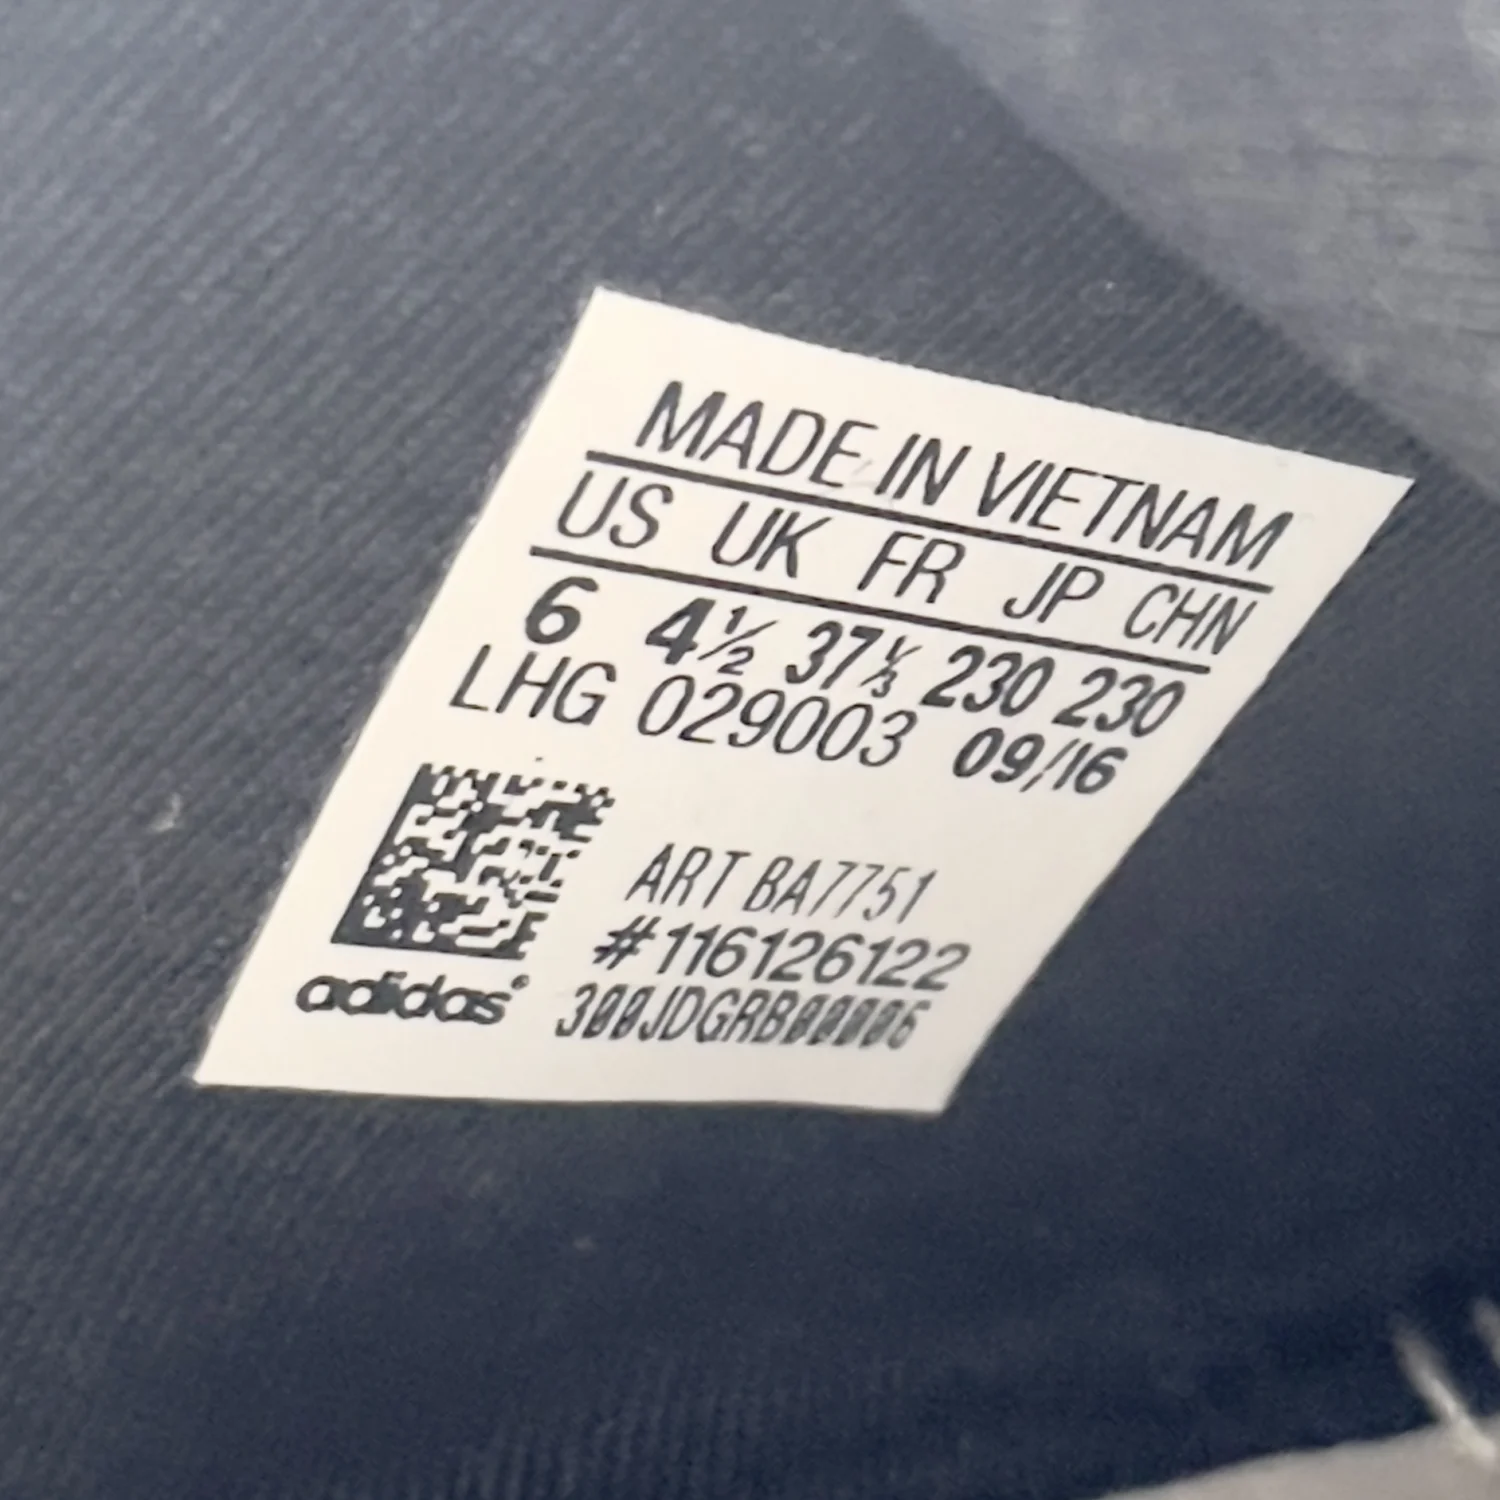 MADE IN VIETNAM
US UK FR JP CHN
6 4½ 37⅓ 230 230
LHG 029003 09/16
ART BA7751
#116126122
adidas® 300JDGRB00006